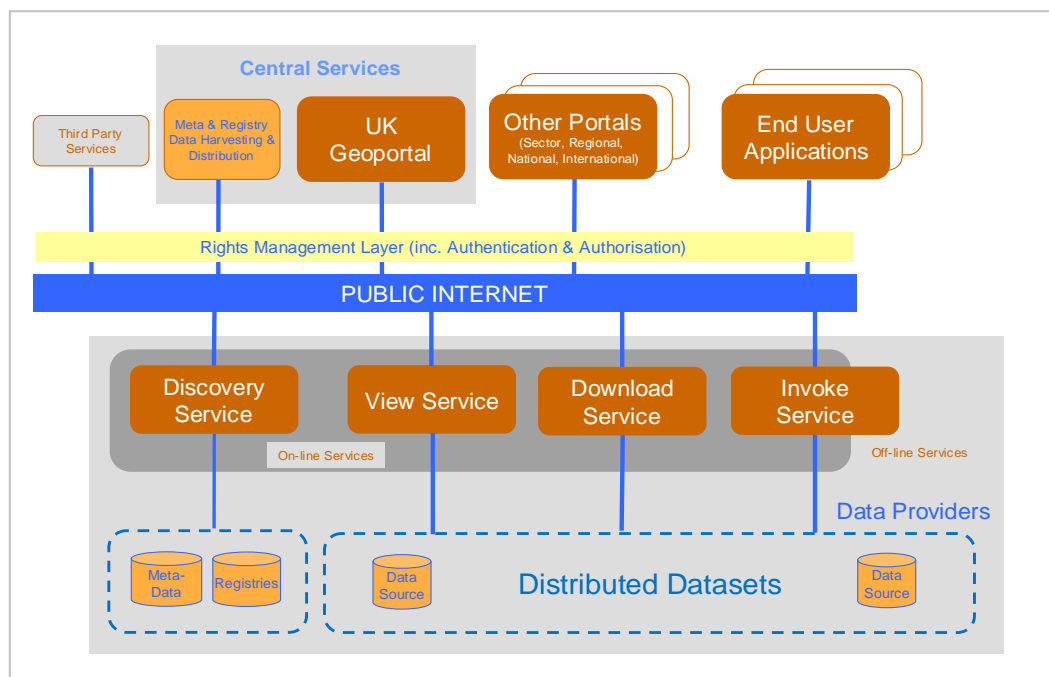 Central Services
Third Party
Services
Meta & Registry
Data Harvesting &
Distribution
UK
Geoportal
Other Portals
(Sector, Regional,
National, International)
End User
Applications
Rights Management Layer (inc. Authentication & Authorisation)
PUBLIC INTERNET
Discovery
Service
View Service
Download
Service
Invoke
Service
On-line Services
Off-line Services
Data Providers
Meta-
Data
Registries
Data
Source
Distributed Datasets
Data
Source